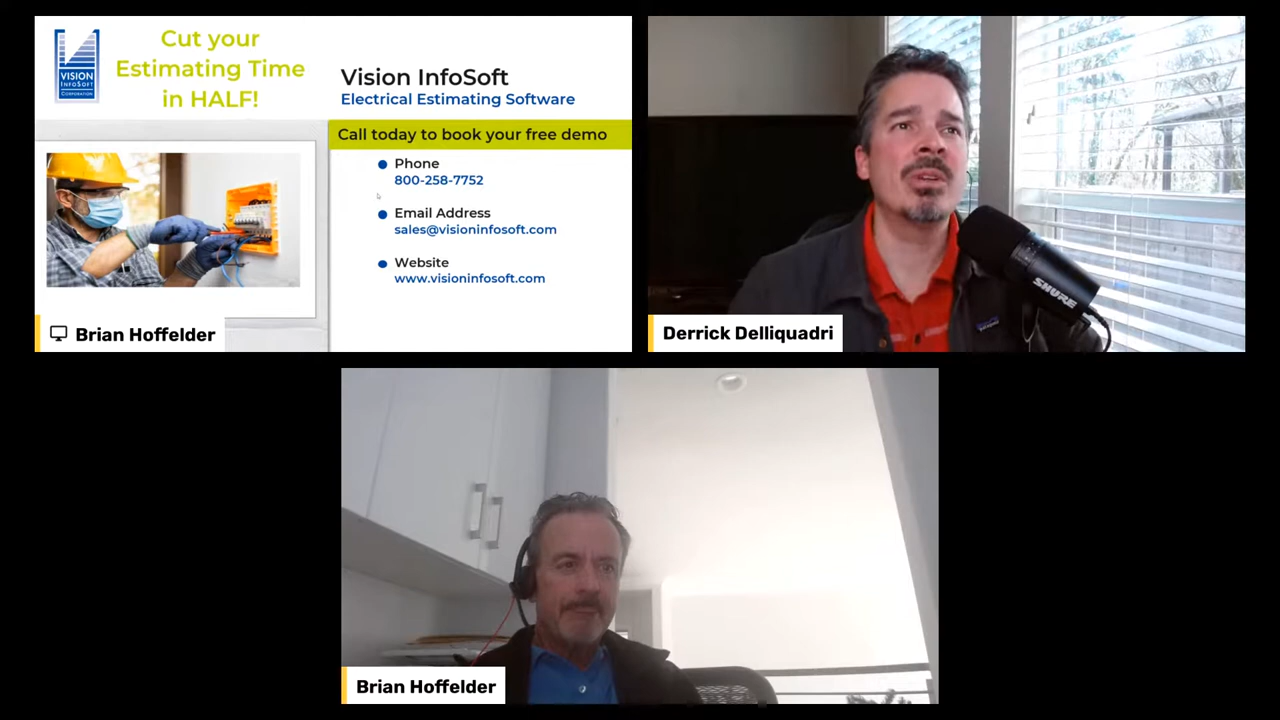 Cut your
Estimating Time
in HALF!
VISION
INFOSOFT
CORPORATION
Vision InfoSoft
Electrical Estimating Software
Call today to book your free demo
Phone
800-258-7752
Email Address
sales@visioninfosoft.com
Website
www.visioninfosoft.com
Brian Hoffelder
SHURE
patagonia
Derrick Delliquadri
Brian Hoffelder